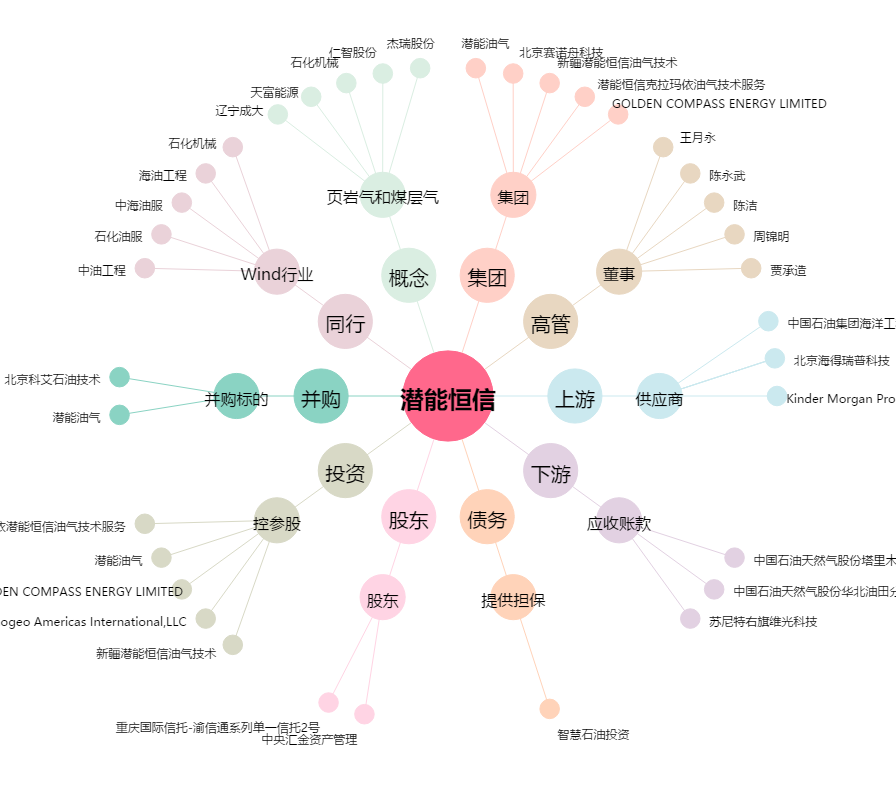 杰瑞股份
仁智股份
石化机械
天富能源
辽宁成大
页岩气和煤层气
概念
潜能油气
北京赛诺舟科技
新疆潜能恒信油气技术
潜能恒信克拉玛依油气技术服务
GOLDEN COMPASS ENERGY LIMITED
集团
集团
王月永
陈永武
陈洁
周锦明
贾承造
董事
高管
石化机械
海油工程
中海油服
石化油服
中油工程
Wind行业
同行
北京科艾石油技术
潜能油气
并购标的
并购
潜能恒信
上游
供应商
中国石油集团海洋工
北京海得瑞普科技
Kinder Morgan Pro
投资
控参股
依潜能恒信油气技术服务
潜能油气
DEN COMPASS ENERGY LIMITED
ogeo Americas International,LLC
新疆潜能恒信油气技术
股东
股东
重庆国际信托-渝信通系列单一信托2号
中央汇金资产管理
债务
提供担保
智慧石油投资
下游
应收账款
中国石油天然气股份塔里木
中国石油天然气股份华北油田分
苏尼特右旗维光科技